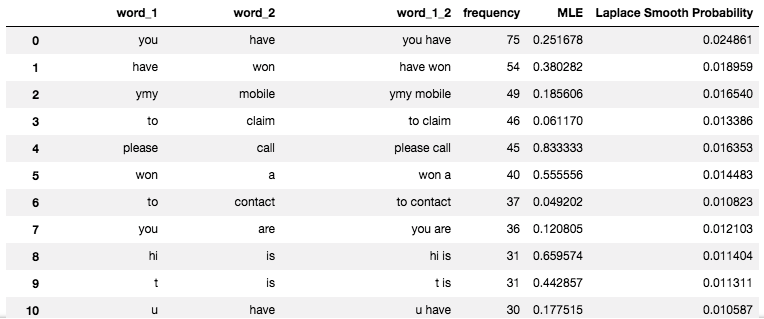 word_1 word_2 word_1_2 frequency MLE Laplace Smooth Probability
0 you have you have 75 0.251678 0.024861
1 have won have won 54 0.380282 0.018959
2 ymy mobile ymy mobile 49 0.185606 0.016540
3 to claim to claim 46 0.061170 0.013386
4 please call please call 45 0.833333 0.016353
5 won a won a 40 0.555556 0.014483
6 to contact to contact 37 0.049202 0.010823
7 you are you are 36 0.120805 0.012103
8 hi is hi is 31 0.659574 0.011404
9 t is t is 31 0.442857 0.011311
10 u have u have 30 0.177515 0.010587